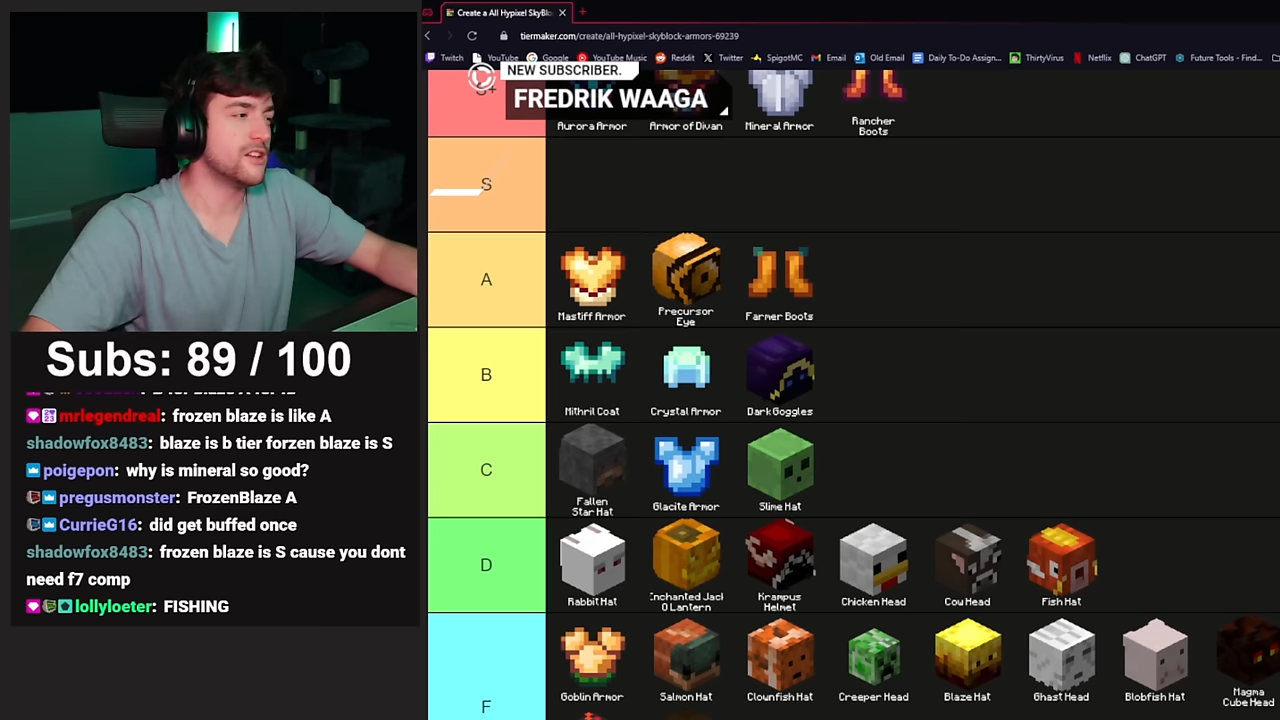 Create a All Hypixel SkyBlo
tiermaker.com/create/all-hypixel-skyblock-armors-69239
Twitch YouTube Google YouTube Music Reddit Twitter SpigotMC Email Old Email Daily To-Do Assign... ThirtyVirus Netflix ChatGPT Future Tools - Find...
NEW SUBSCRIBER.
FREDRIK WAAGA
Aurora Armor Armor of Divan Mineral Armor Rancher Boots
S
A
Mastiff Armor Precursor Eye Farmer Boots
B
Mithril Coat Crystal Armor Dark Goggles
C
Fallen Star Hat Glacite Armor Slime Hat
D
Rabbit Hat Enchanted Jack O Lantern Krampus Helmet Chicken Head Cow Head Fish Hat
F
Goblin Armor Salmon Hat Clownfish Hat Creeper Head Blaze Hat Ghast Head Blobfish Hat Magma Cube Head
Subs: 89 / 100
mrlegendreal: frozen blaze is like A
shadowfox8483: blaze is b tier forzen blaze is S
poigepon: why is mineral so good?
pregusmonster: FrozenBlaze A
CurrieG16: did get buffed once
shadowfox8483: frozen blaze is S cause you dont
need f7 comp
lollyloeter: FISHING